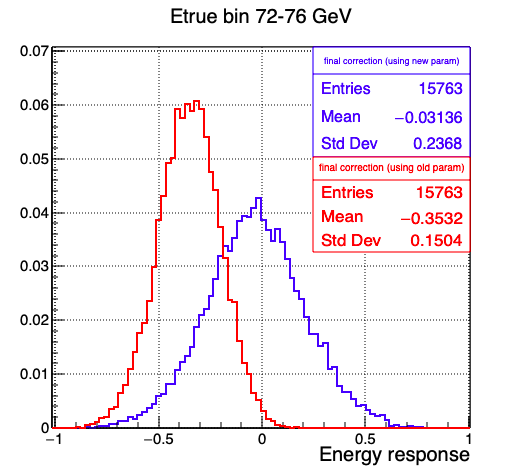 Etrue bin 72-76 GeV
final correction (using new param)
Entries 15763
Mean −0.03136
Std Dev 0.2368
final correction (using old param)
Entries 15763
Mean −0.3532
Std Dev 0.1504
0.07
0.06
0.05
0.04
0.03
0.02
0.01
0
−1 −0.5 0 0.5 1
Energy response